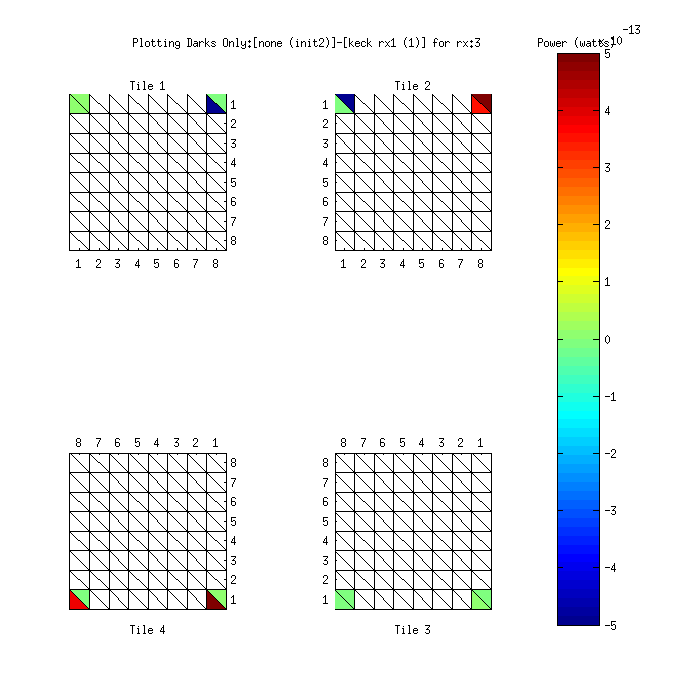 x 10 -13
Plotting Darks Only:[none (init2)]-[keck rx1 (1)] for rx:3 Power (watts)
Tile 1 Tile 2
1 2 3 4 5 6 7 8
1 2 3 4 5 6 7 8
1 2 3 4 5 6 7 8
1 2 3 4 5 6 7 8
8 7 6 5 4 3 2 1
8 7 6 5 4 3 2 1
8 7 6 5 4 3 2 1
8 7 6 5 4 3 2 1
Tile 4 Tile 3
5
4
3
2
1
0
-1
-2
-3
-4
-5